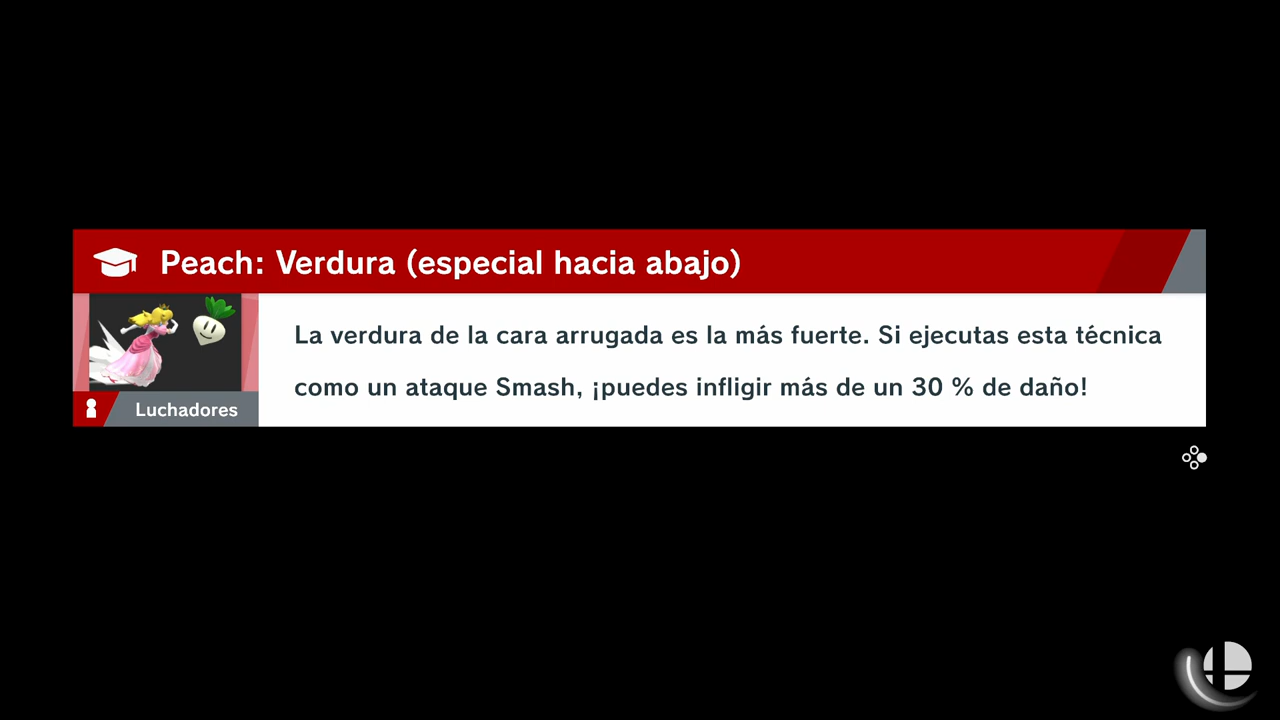 Peach: Verdura (especial hacia abajo)
La verdura de la cara arrugada es la más fuerte. Si ejecutas esta técnica
como un ataque Smash, ¡puedes infligir más de un 30 % de daño!
Luchadores